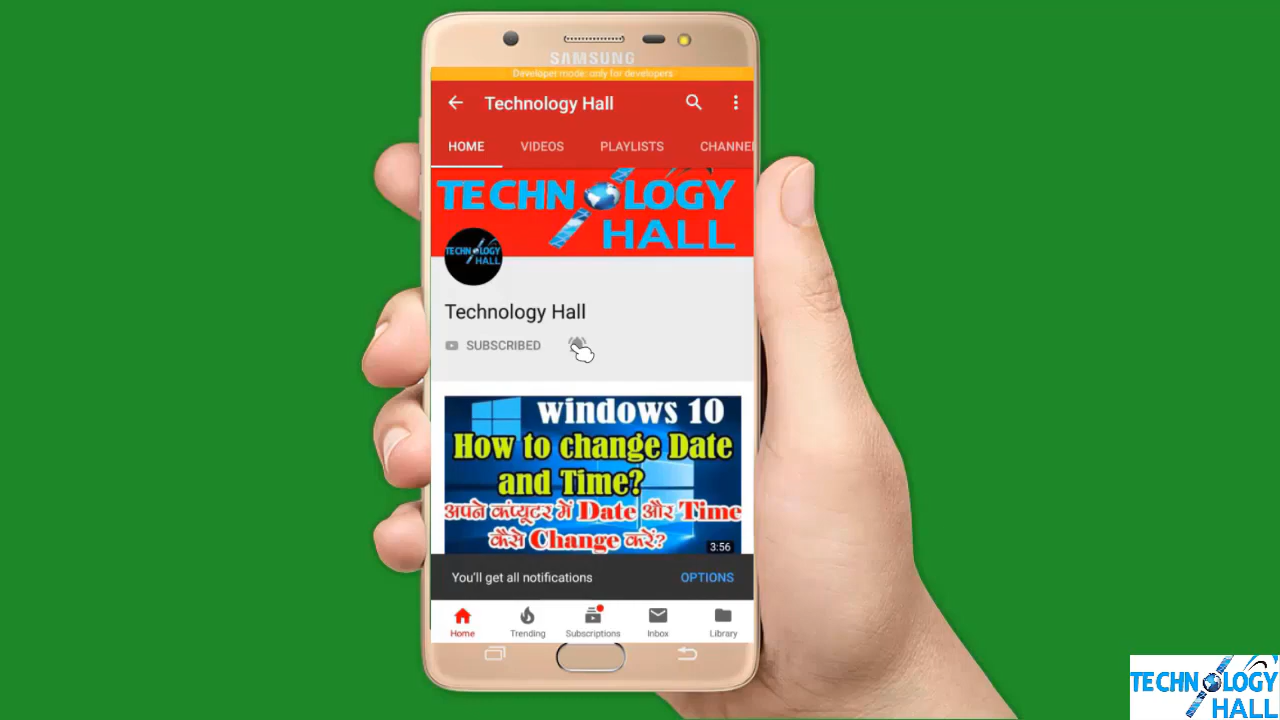 SAMSUNG
Developer mode: only for developers
Technology Hall
HOME VIDEOS PLAYLISTS CHANNEL
TECHNOLOGY
HALL
TECHNOLOGY
HALL
Technology Hall
SUBSCRIBED
windows 10
How to change Date
and Time?
अपने कंप्यूटर में Date और Time
कैसे Change करें?
3:56
You'll get all notifications OPTIONS
Home Trending Subscriptions Inbox Library
TECHNOLOGY
HALL